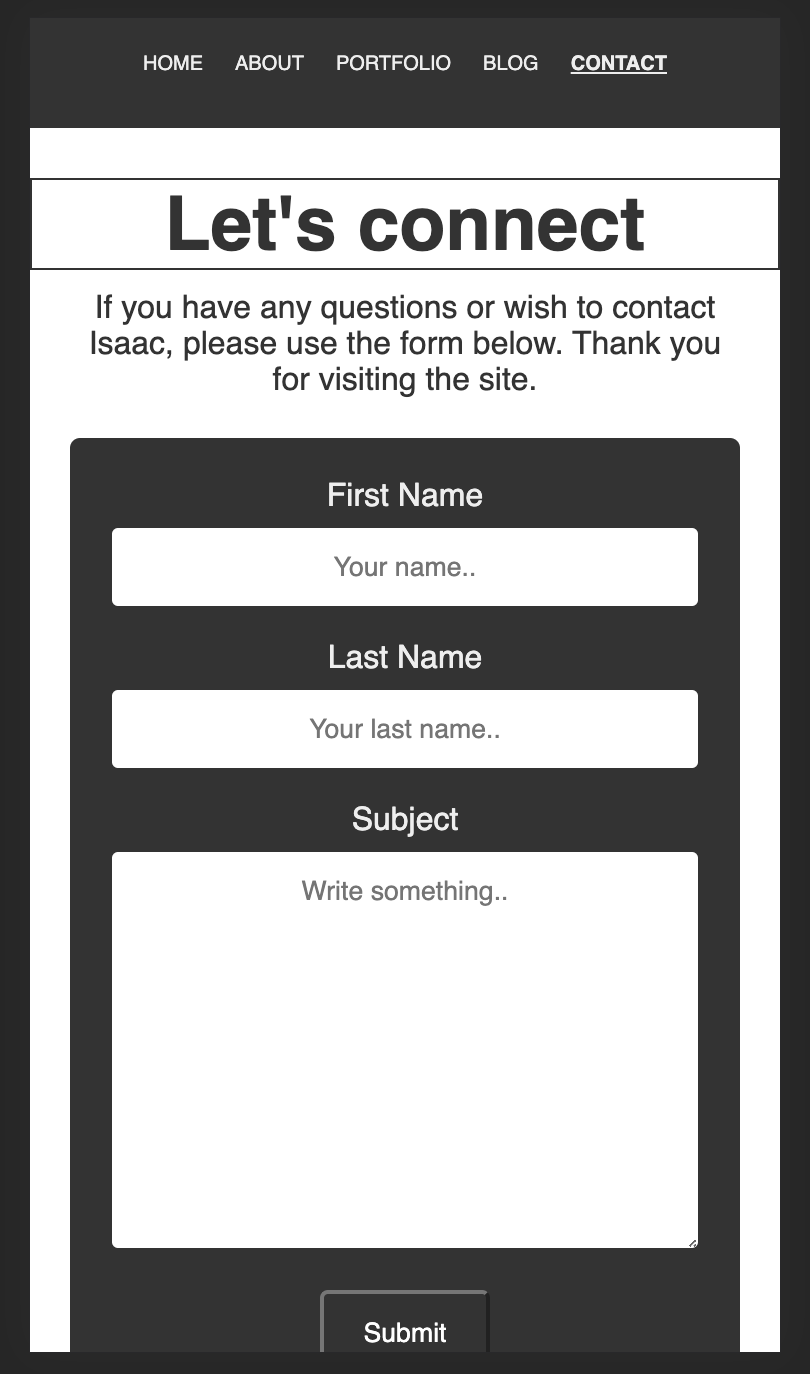 HOME ABOUT PORTFOLIO BLOG CONTACT
Let's connect
If you have any questions or wish to contact
Isaac, please use the form below. Thank you
for visiting the site.
First Name
Your name..
Last Name
Your last name..
Subject
Write something..
Submit